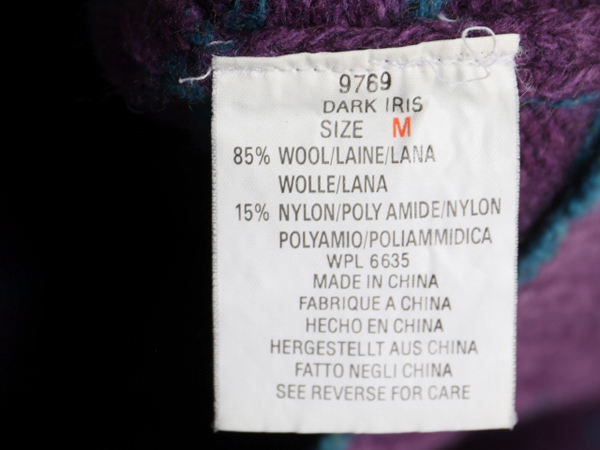 9769
DARK IRIS
SIZE M
85% WOOL/LAINE/LANA
WOLLE/LANA
15% NYLON/POLY AMIDE/NYLON
POLYAMIO/POLIAMMIDICA
WPL 6635
MADE IN CHINA
FABRIQUE A CHINA
HECHO EN CHINA
HERGESTELLT AUS CHINA
FATTO NEGLI CHINA
SEE REVERSE FOR CARE